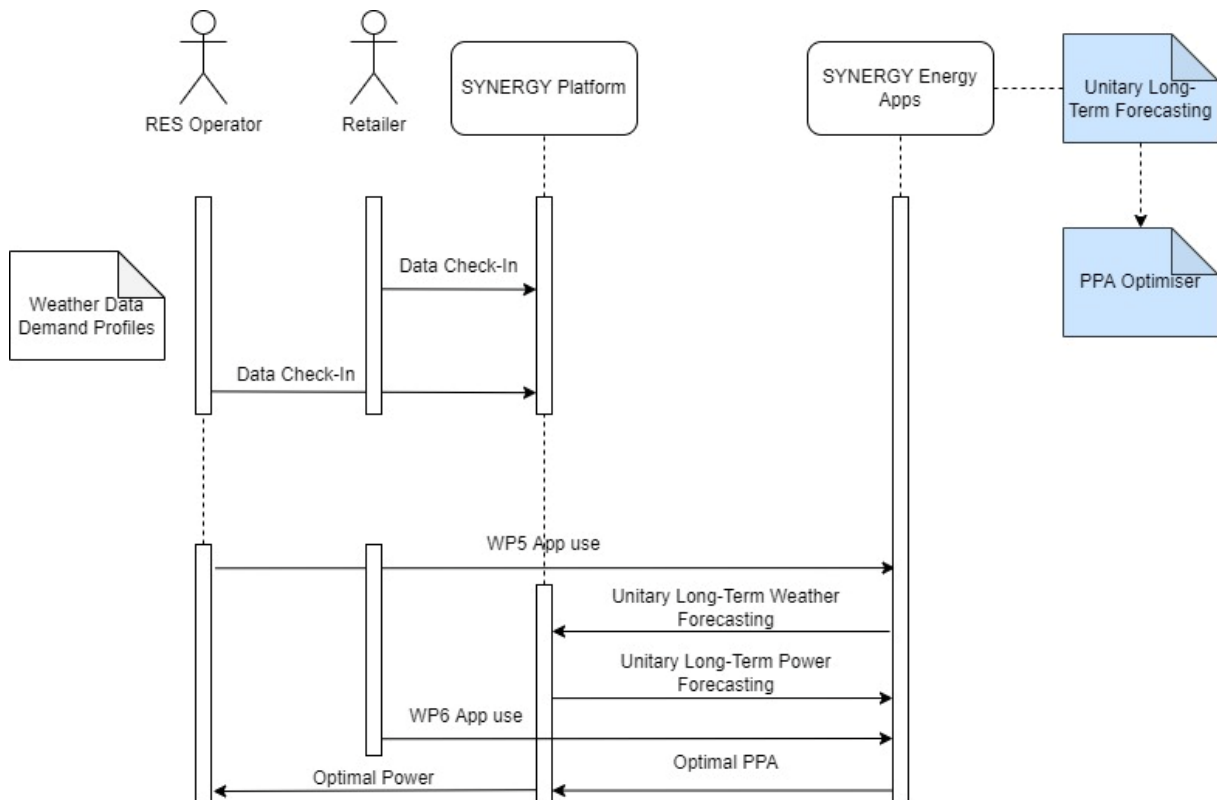 RES Operator
Retailer
SYNERGY Platform
SYNERGY Energy
Apps
Unitary Long-
Term Forecasting
PPA Optimiser
Weather Data
Demand Profiles
Data Check-In
Data Check-In
WP5 App use
Unitary Long-Term Weather
Forecasting
Unitary Long-Term Power
Forecasting
WP6 App use
Optimal PPA
Optimal Power